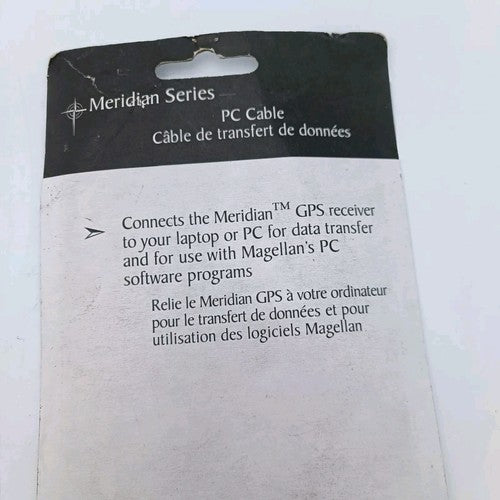 Meridian Series
PC Cable
Câble de transfert de données
Connects the Meridian™ GPS receiver
to your laptop or PC for data transfer
and for use with Magellan's PC
software programs
Relie le Meridian GPS à votre ordinateur
pour le transfert de données et pour
utilisation des logiciels Magellan